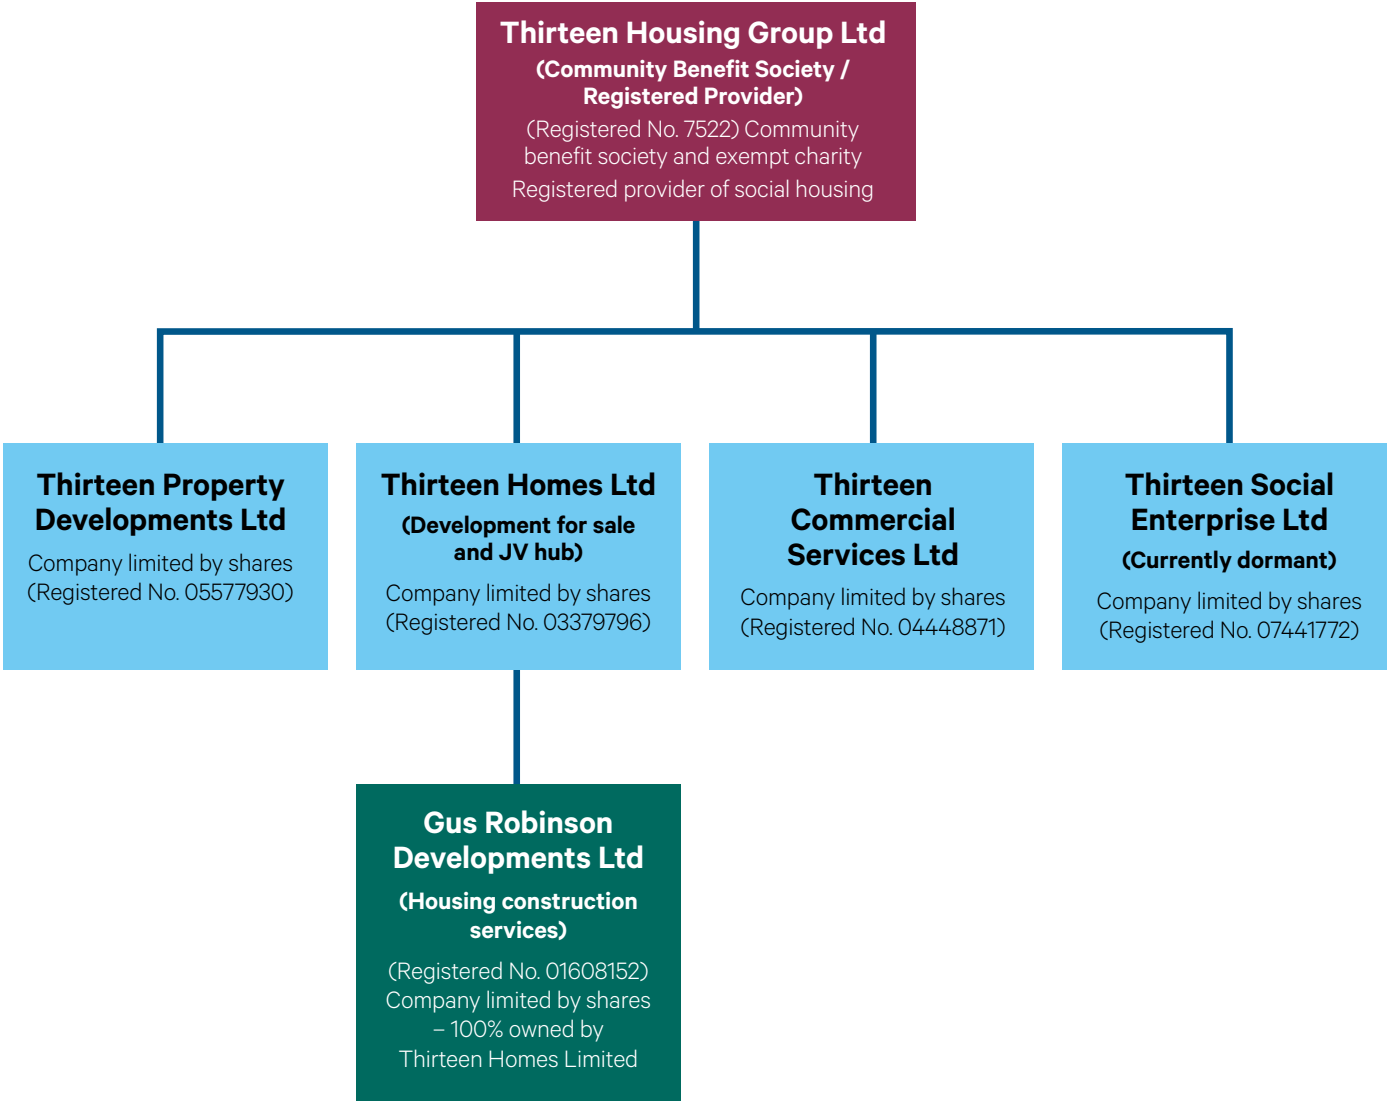 Thirteen Housing Group Ltd
(Community Benefit Society /
Registered Provider)
(Registered No. 7522) Community
benefit society and exempt charity
Registered provider of social housing
Thirteen Property
Developments Ltd
Company limited by shares
(Registered No. 05577930)
Thirteen Homes Ltd
(Development for sale
and JV hub)
Company limited by shares
(Registered No. 03379796)
Thirteen
Commercial
Services Ltd
Company limited by shares
(Registered No. 04448871)
Thirteen Social
Enterprise Ltd
(Currently dormant)
Company limited by shares
(Registered No. 07441772)
Gus Robinson
Developments Ltd
(Housing construction
services)
(Registered No. 01608152)
Company limited by shares
– 100% owned by
Thirteen Homes Limited